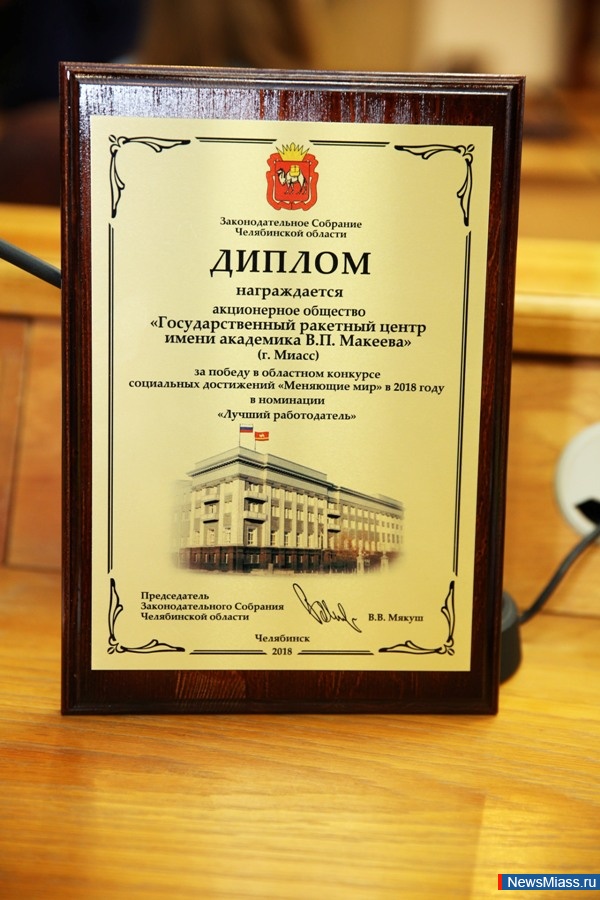 Законодательное Собрание
Челябинской области
ДИПЛОМ
награждается
акционерное общество
«Государственный ракетный центр
имени академика В.П. Макеева»
(г. Миасс)
за победу в областном конкурсе
социальных достижений «Меняющие мир» в 2018 году
в номинации
«Лучший работодатель»
Председатель
Законодательного Собрания
Челябинской области
В.В. Мякуш
Челябинск
2018
NewsMiass.ru